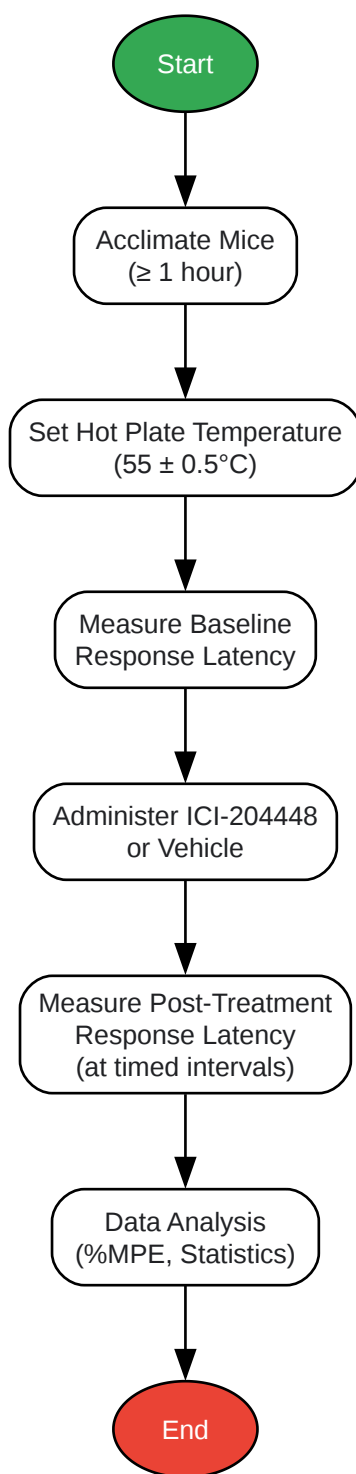 Start
Acclimate Mice
(≥ 1 hour)
Set Hot Plate Temperature
(55 ± 0.5°C)
Measure Baseline
Response Latency
Administer ICI-204448
or Vehicle
Measure Post-Treatment
Response Latency
(at timed intervals)
Data Analysis
(%MPE, Statistics)
End